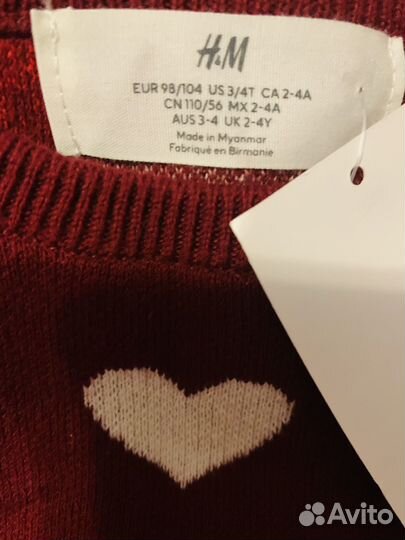 H&M
EUR 98/104 US 3/4T CA 2-4A
CN 110/56 MX 2-4A
AUS 3-4 UK 2-4Y
Made in Myanmar
Fabriqué en Birmanie
Avito